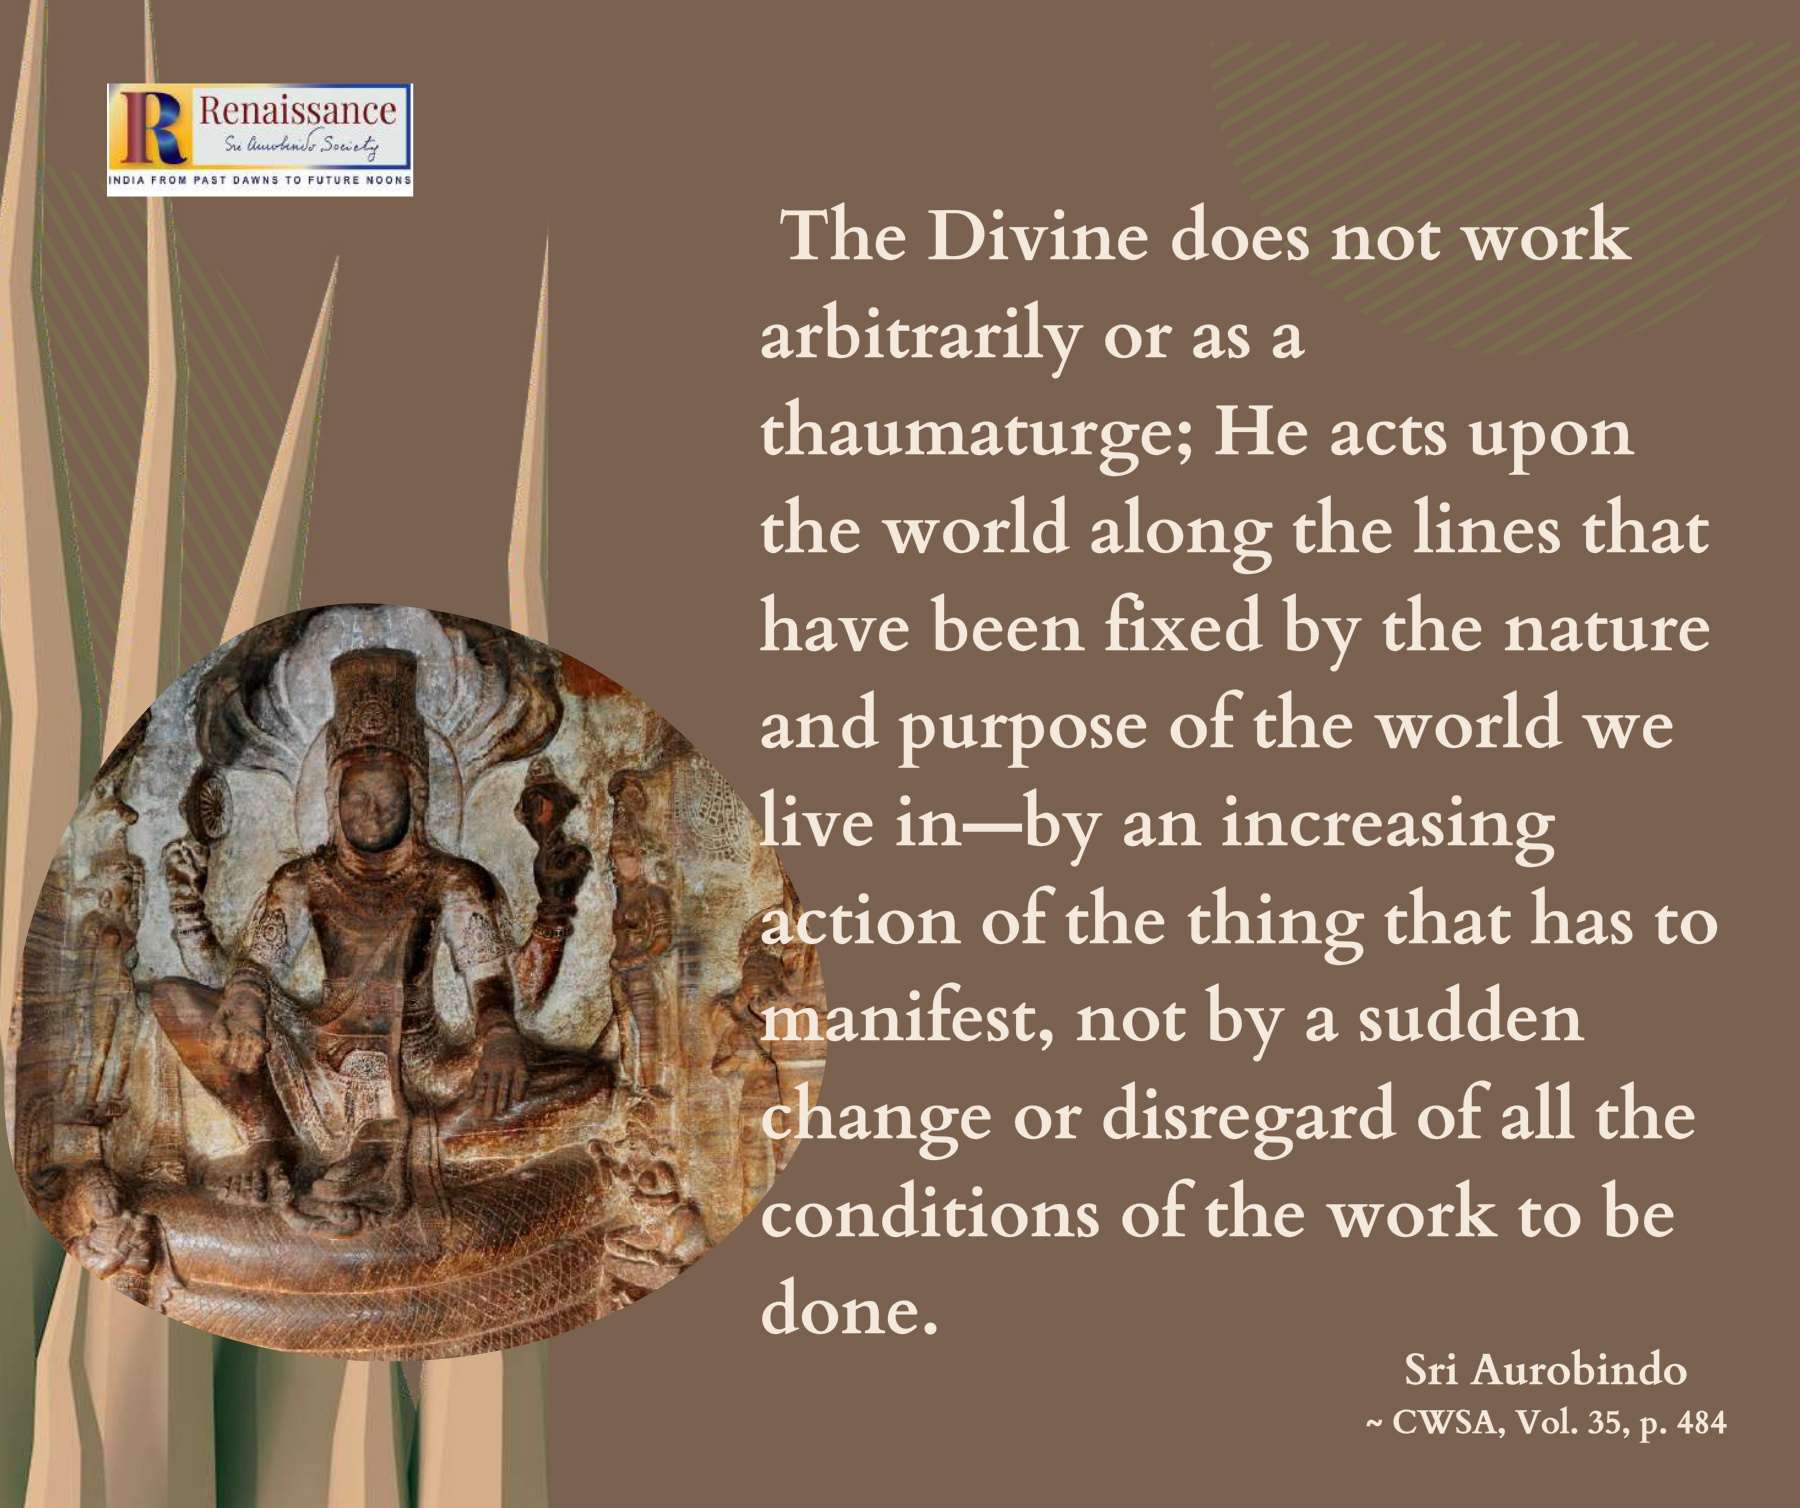 R Renaissance
Sri Aurobindo Society
INDIA FROM PAST DAWNS TO FUTURE NOONS
The Divine does not work
arbitrarily or as a
thaumaturge; He acts upon
the world along the lines that
have been fixed by the nature
and purpose of the world we
live in—by an increasing
action of the thing that has to
manifest, not by a sudden
change or disregard of all the
conditions of the work to be
done.
Sri Aurobindo
~ CWSA, Vol. 35, p. 484